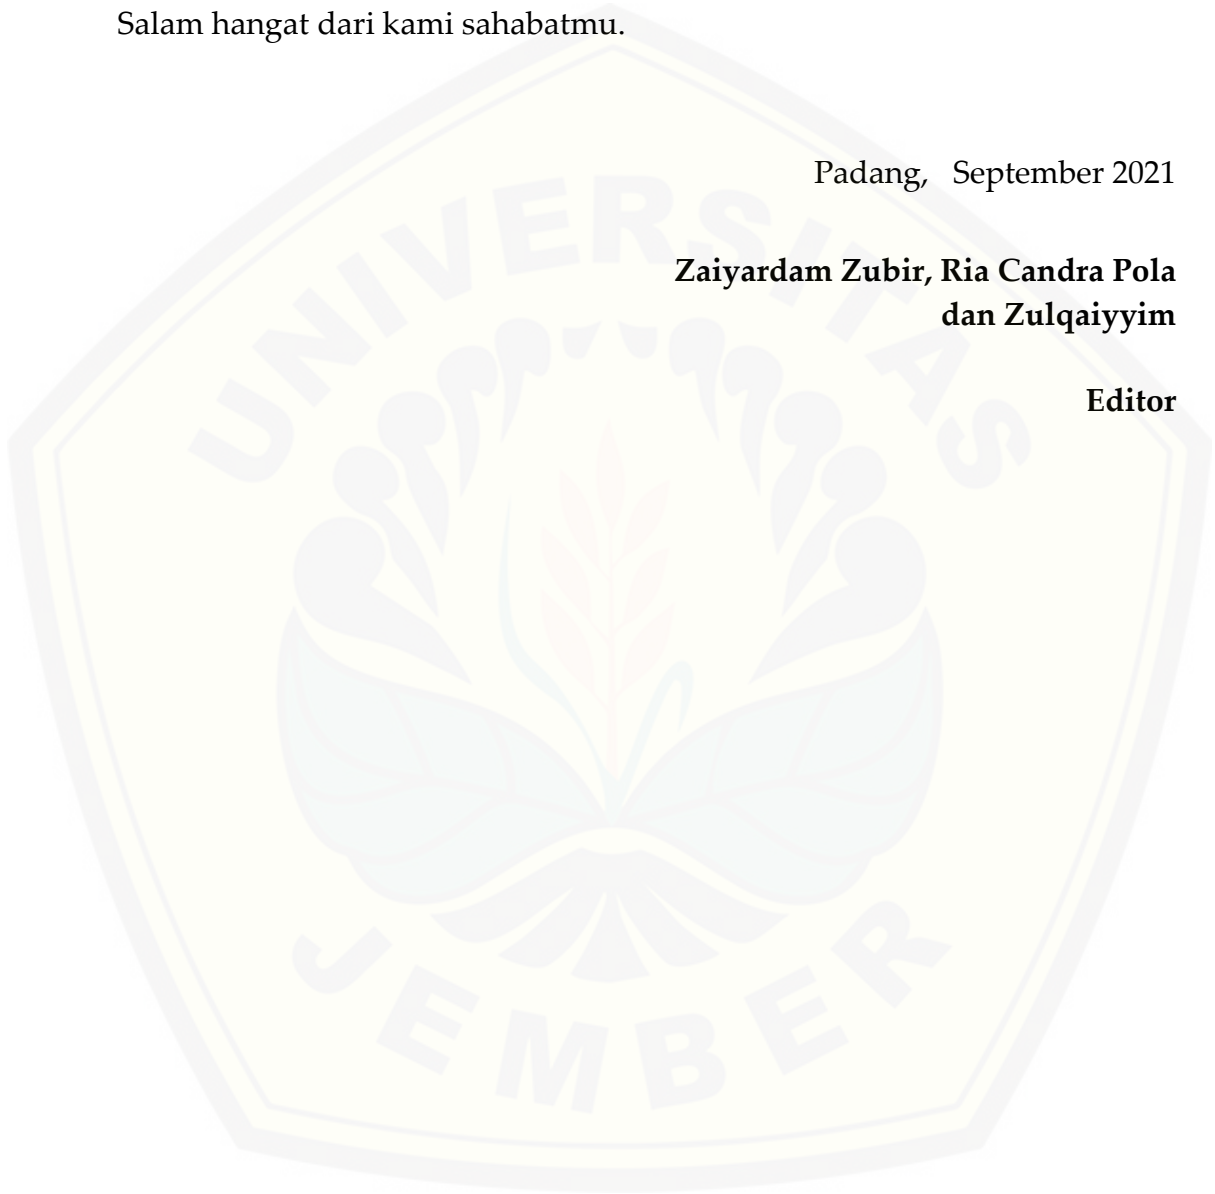 Salam hangat dari kami sahabatmu.
Padang, September 2021
Zaiyardam Zubir, Ria Candra Pola
dan Zulqaiyyim
Editor
UNIVERSITAS
JEMBER